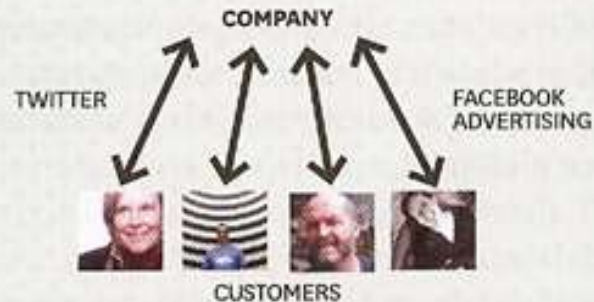 COMPANY
TWITTER
FACEBOOK
ADVERTISING
CUSTOMERS